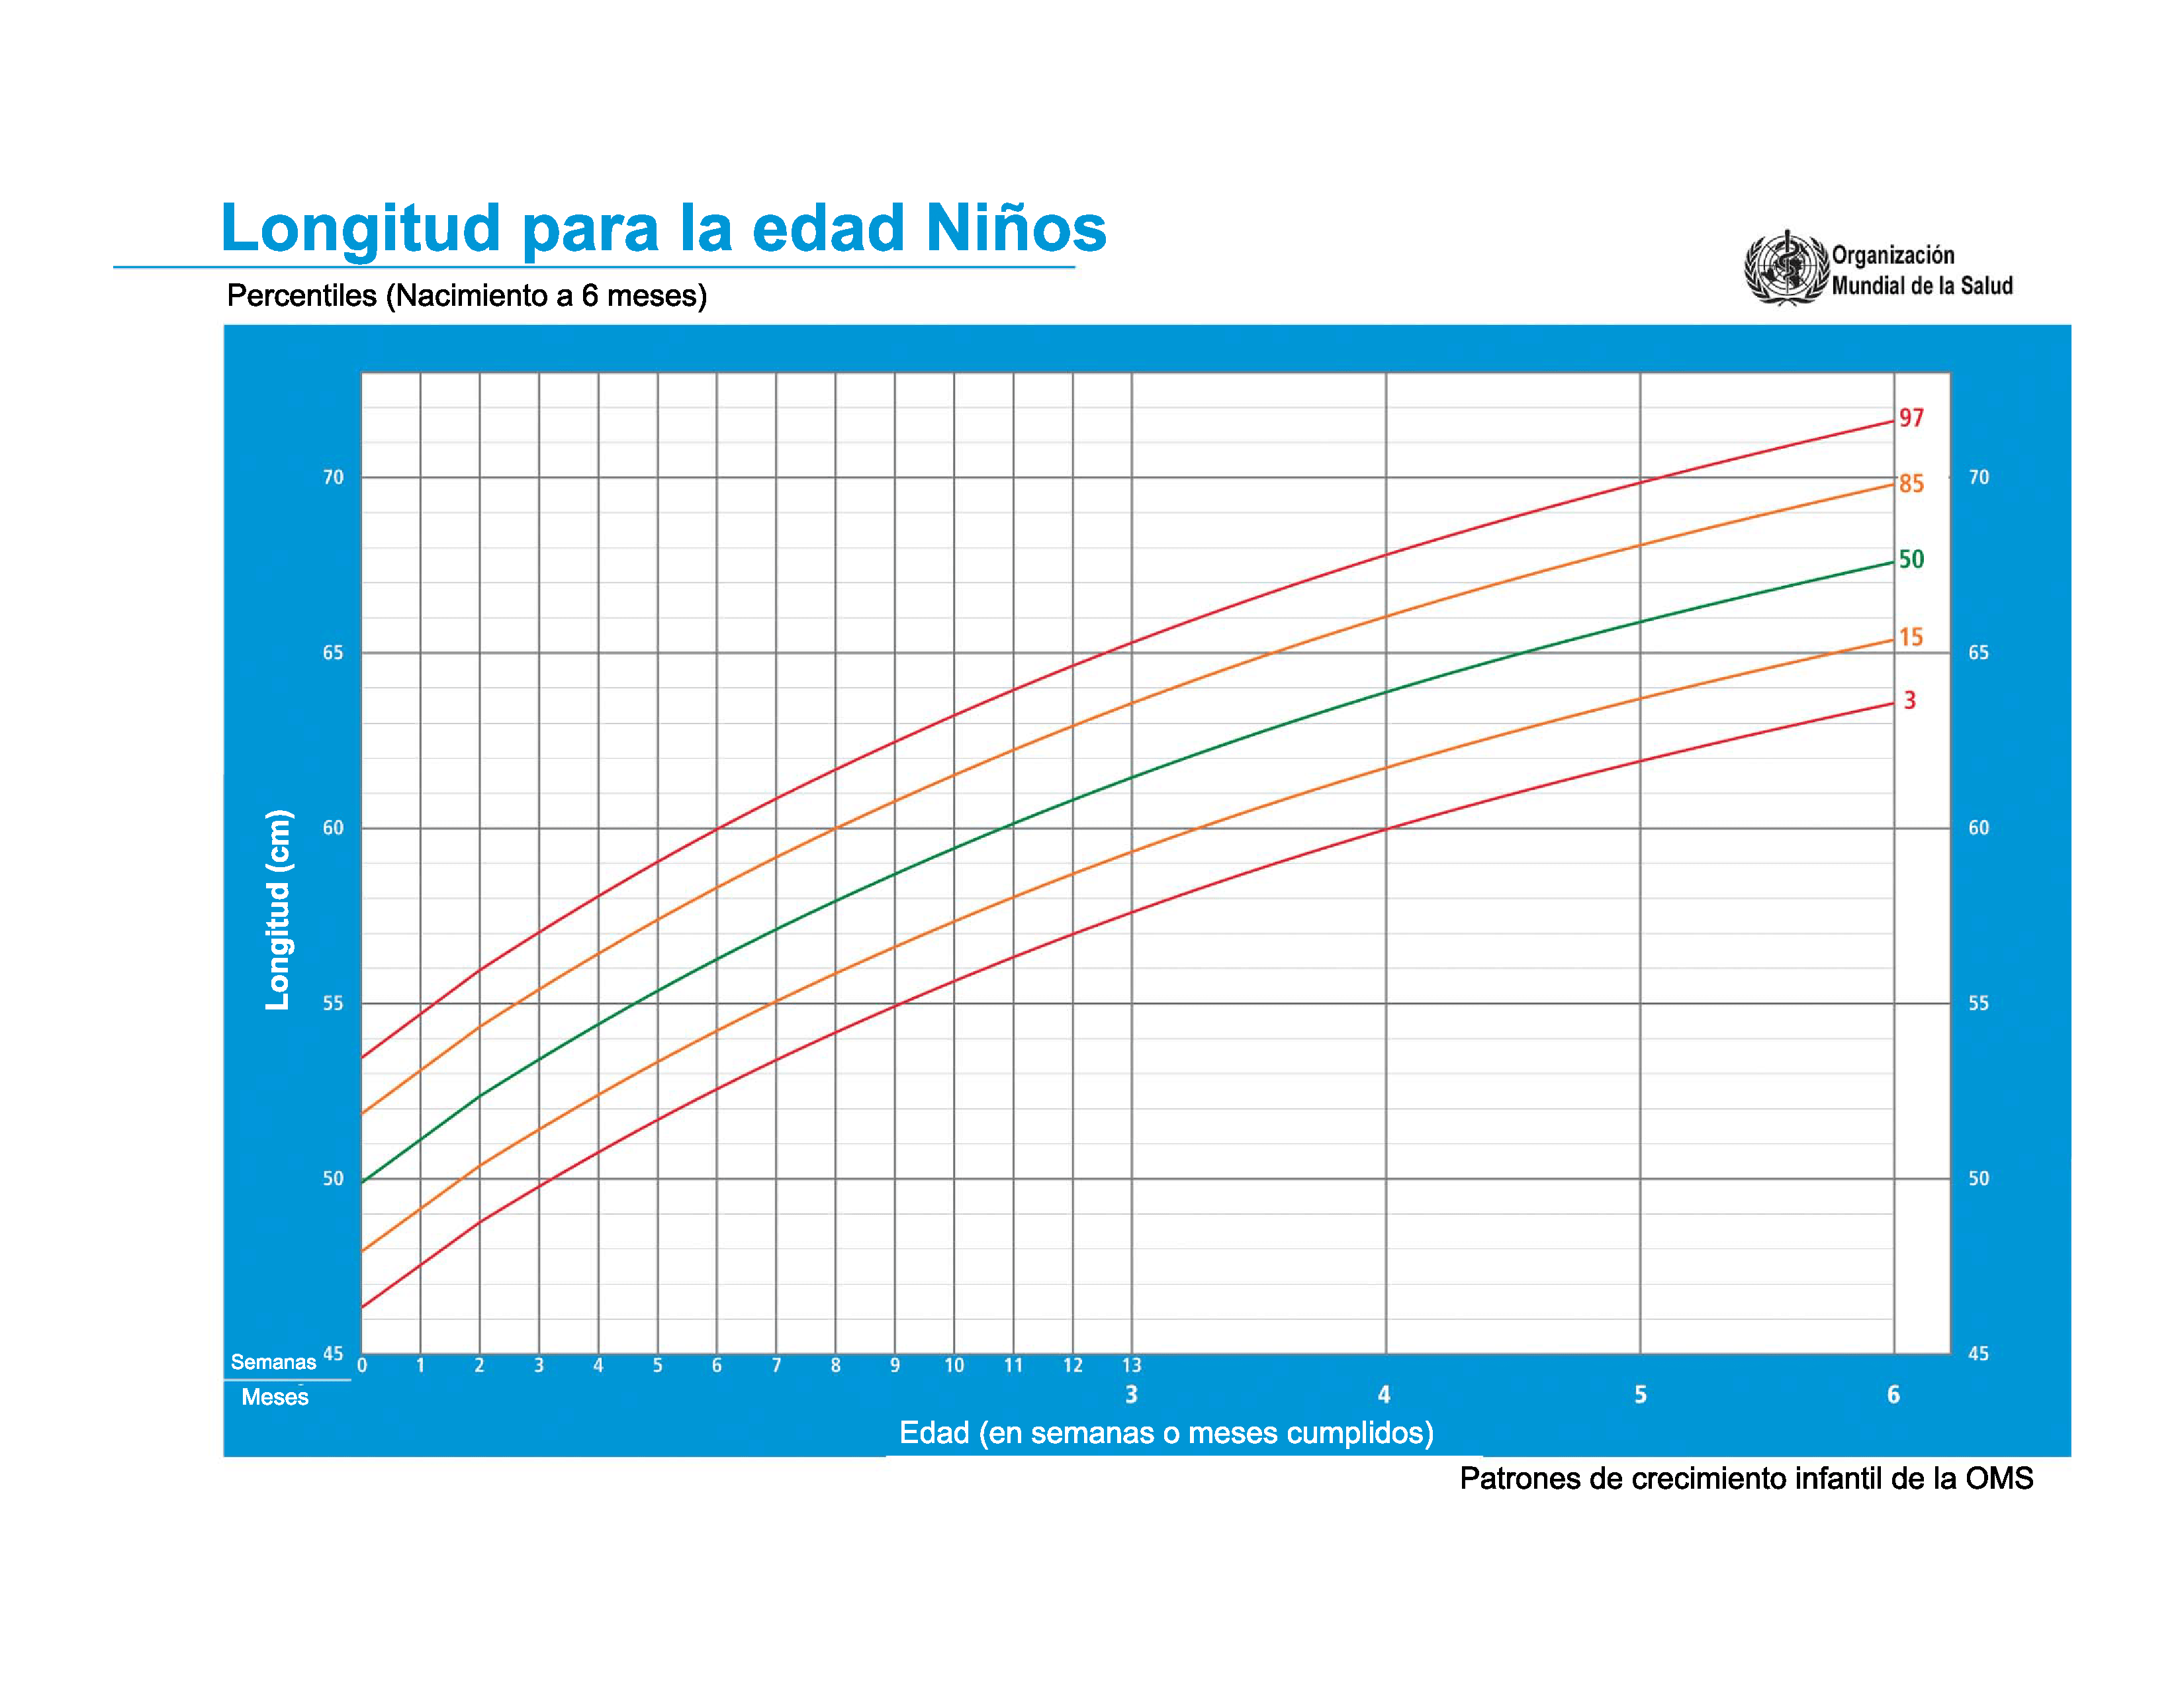 Longitud para la edad Niños
Percentiles (Nacimiento a 6 meses)
Organización
Mundial de la Salud
97
70 85 70
50
65 15 65
3
60 60
55 55
50 50
45 45
Longitud (cm)
Semanas 0 1 2 3 4 5 6 7 8 9 10 11 12 13
Meses 3 4 5 6
Edad (en semanas o meses cumplidos)
Patrones de crecimiento infantil de la OMS